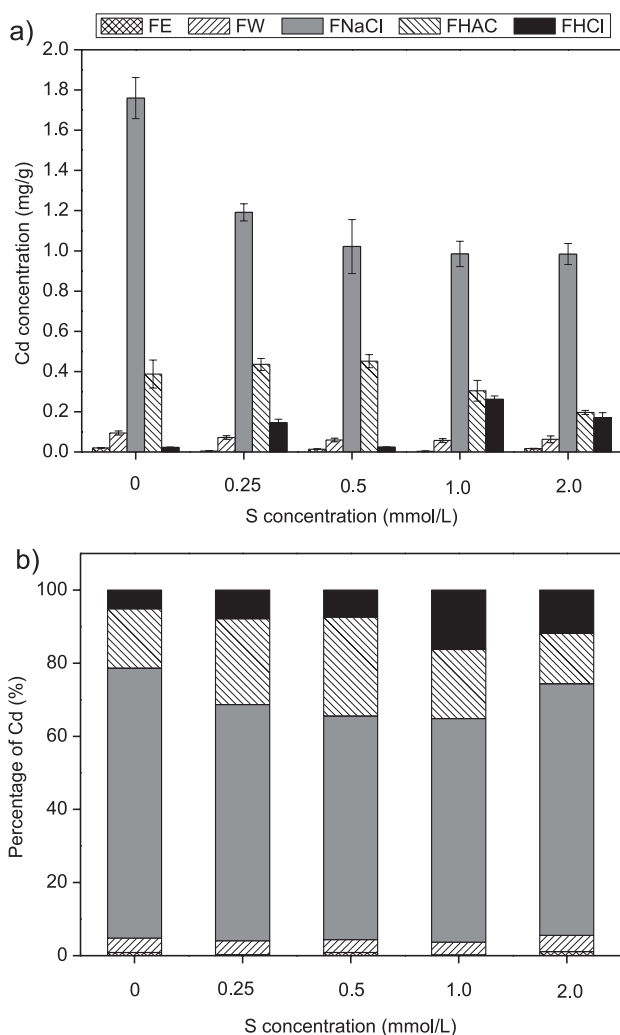 a)
FE FW FNaCl FHAC FHCl
Cd concentration (mg/g)
2.0
1.8
1.6
1.4
1.2
1.0
0.8
0.6
0.4
0.2
0.0
0 0.25 0.5 1.0 2.0
S concentration (mmol/L)
b)
Percentage of Cd (%)
100
80
60
40
20
0
0 0.25 0.5 1.0 2.0
S concentration (mmol/L)